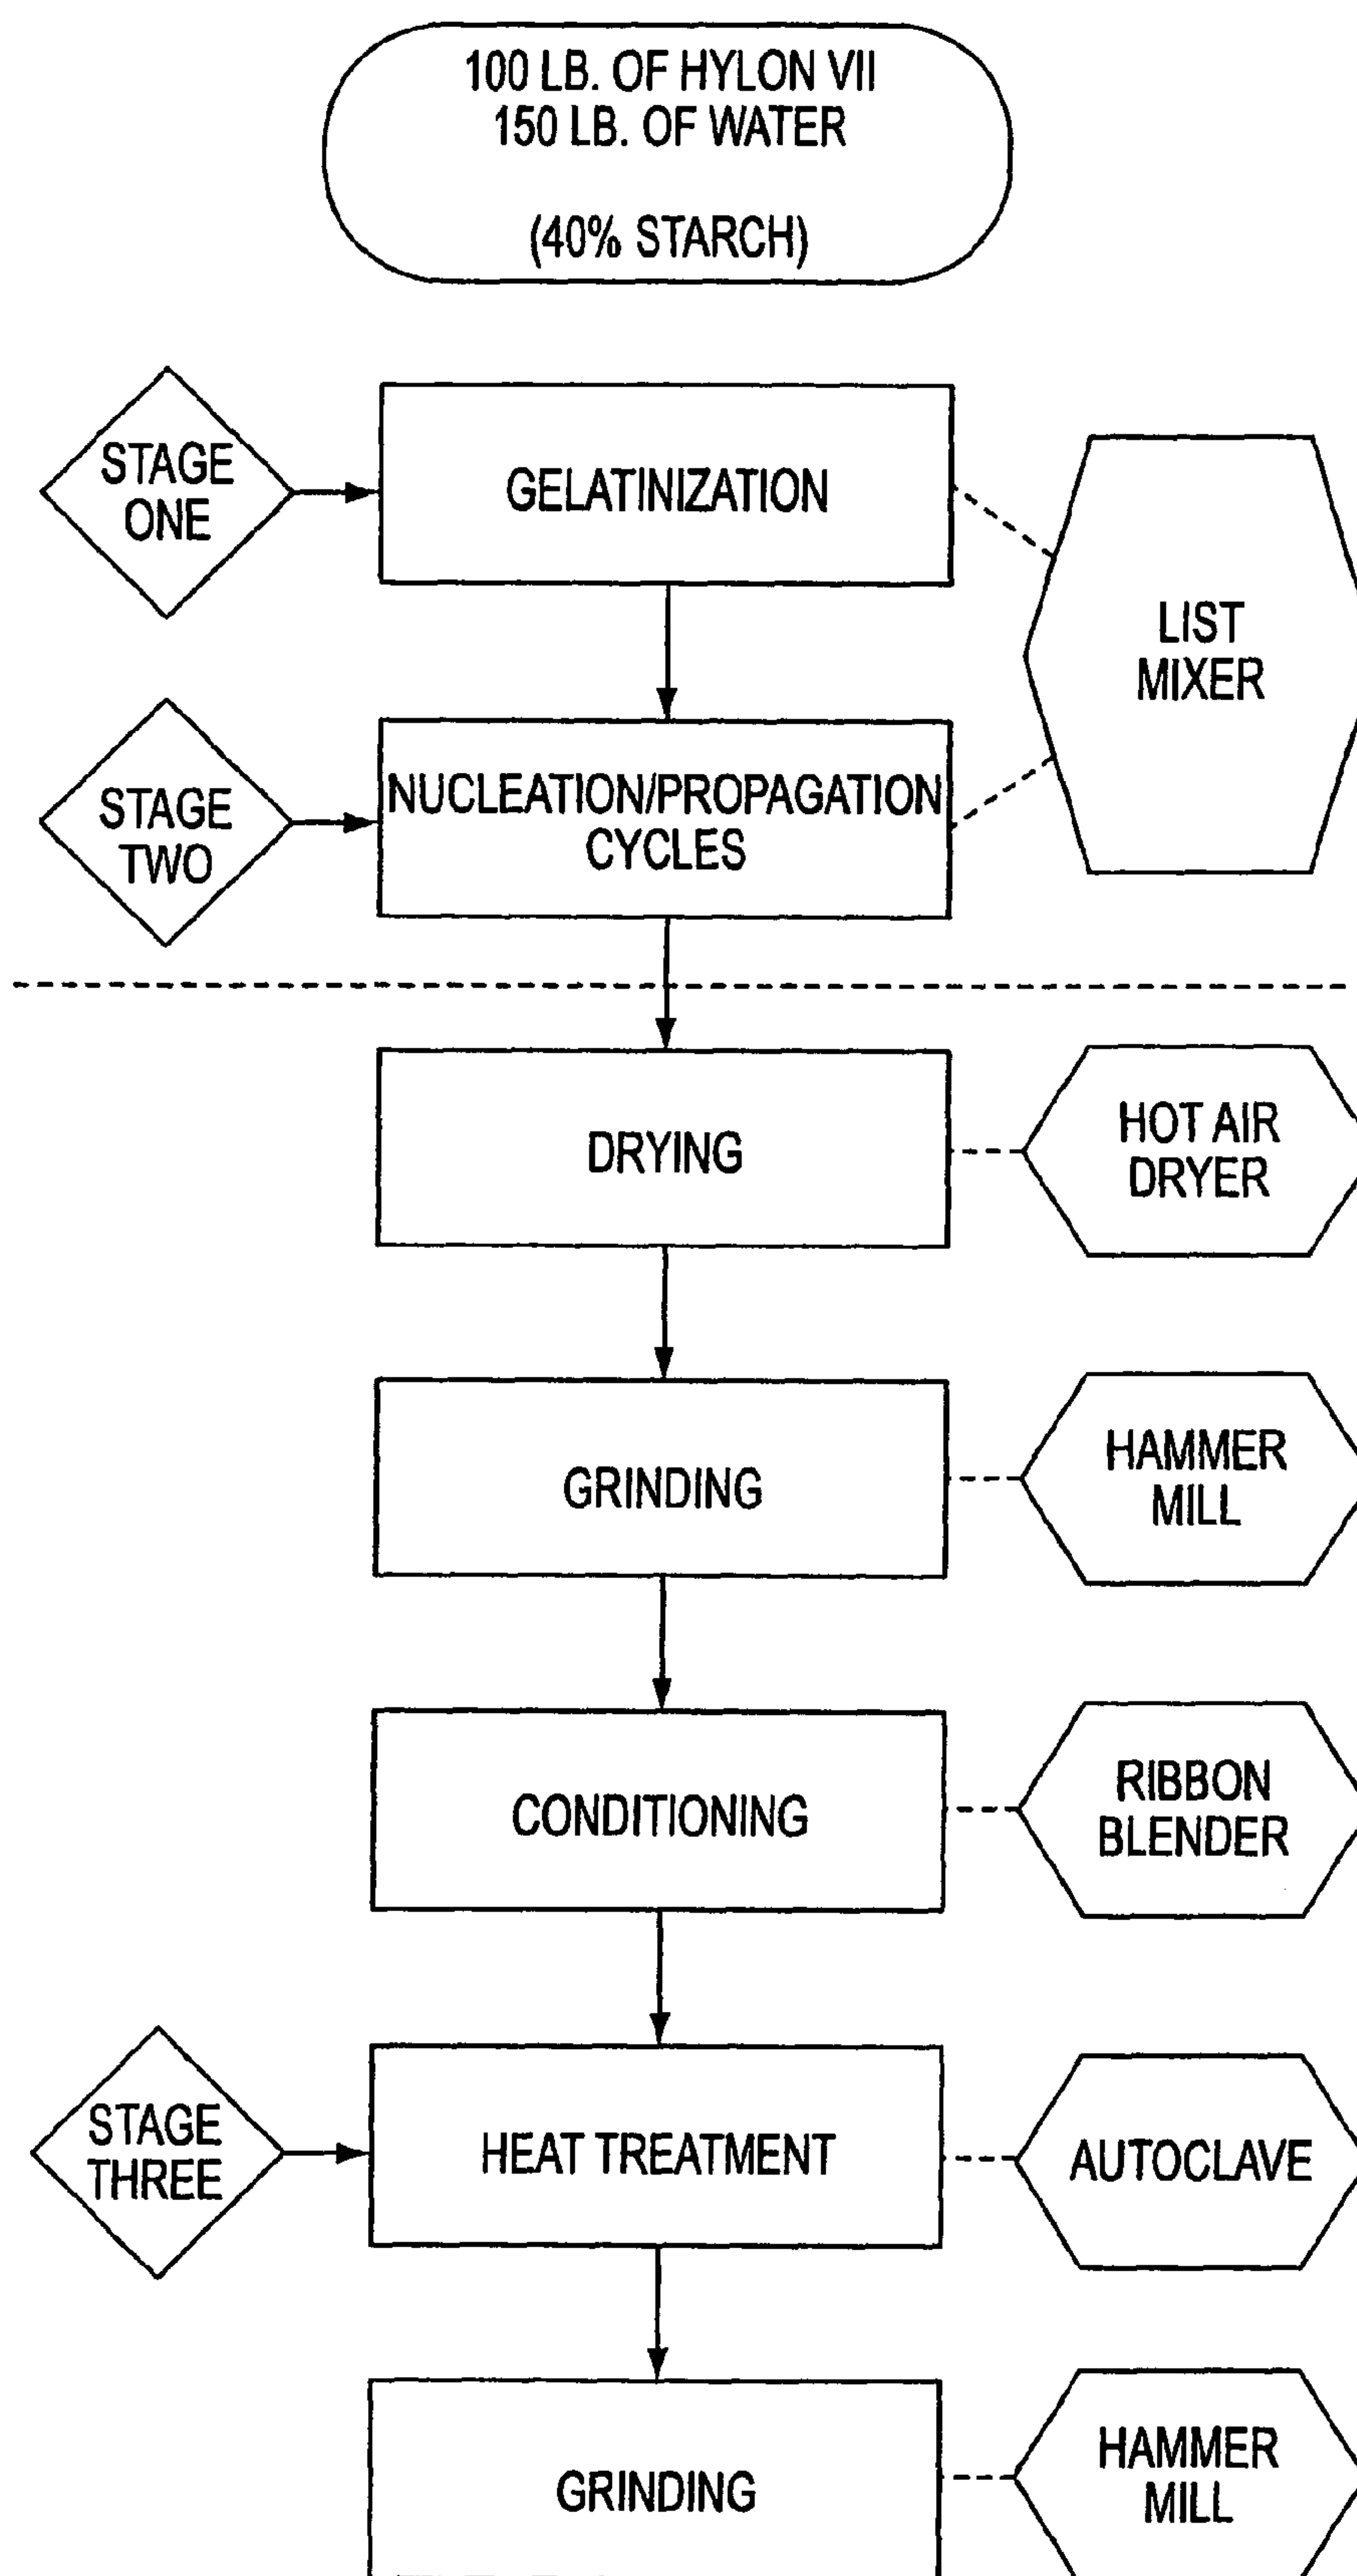 100 LB. OF HYLON VII
150 LB. OF WATER
(40% STARCH)
STAGE
ONE
GELATINIZATION
LIST
MIXER
STAGE
TWO
NUCLEATION/PROPAGATION
CYCLES
DRYING
HOT AIR
DRYER
GRINDING
HAMMER
MILL
CONDITIONING
RIBBON
BLENDER
STAGE
THREE
HEAT TREATMENT
AUTOCLAVE
GRINDING
HAMMER
MILL